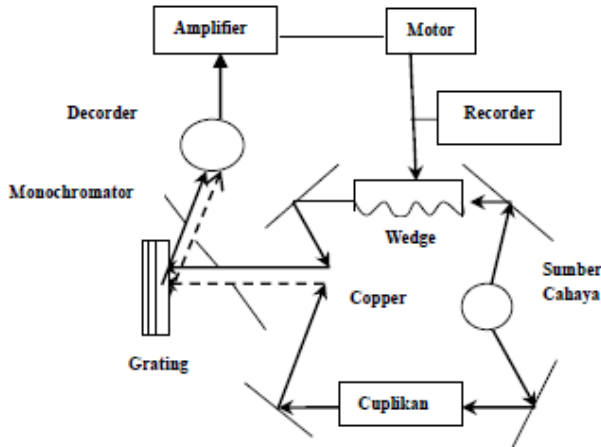 Amplifier
Motor
Decorder
Recorder
Monochromator
Wedge
Sumber
Cahaya
Copper
Grating
Cuplikan